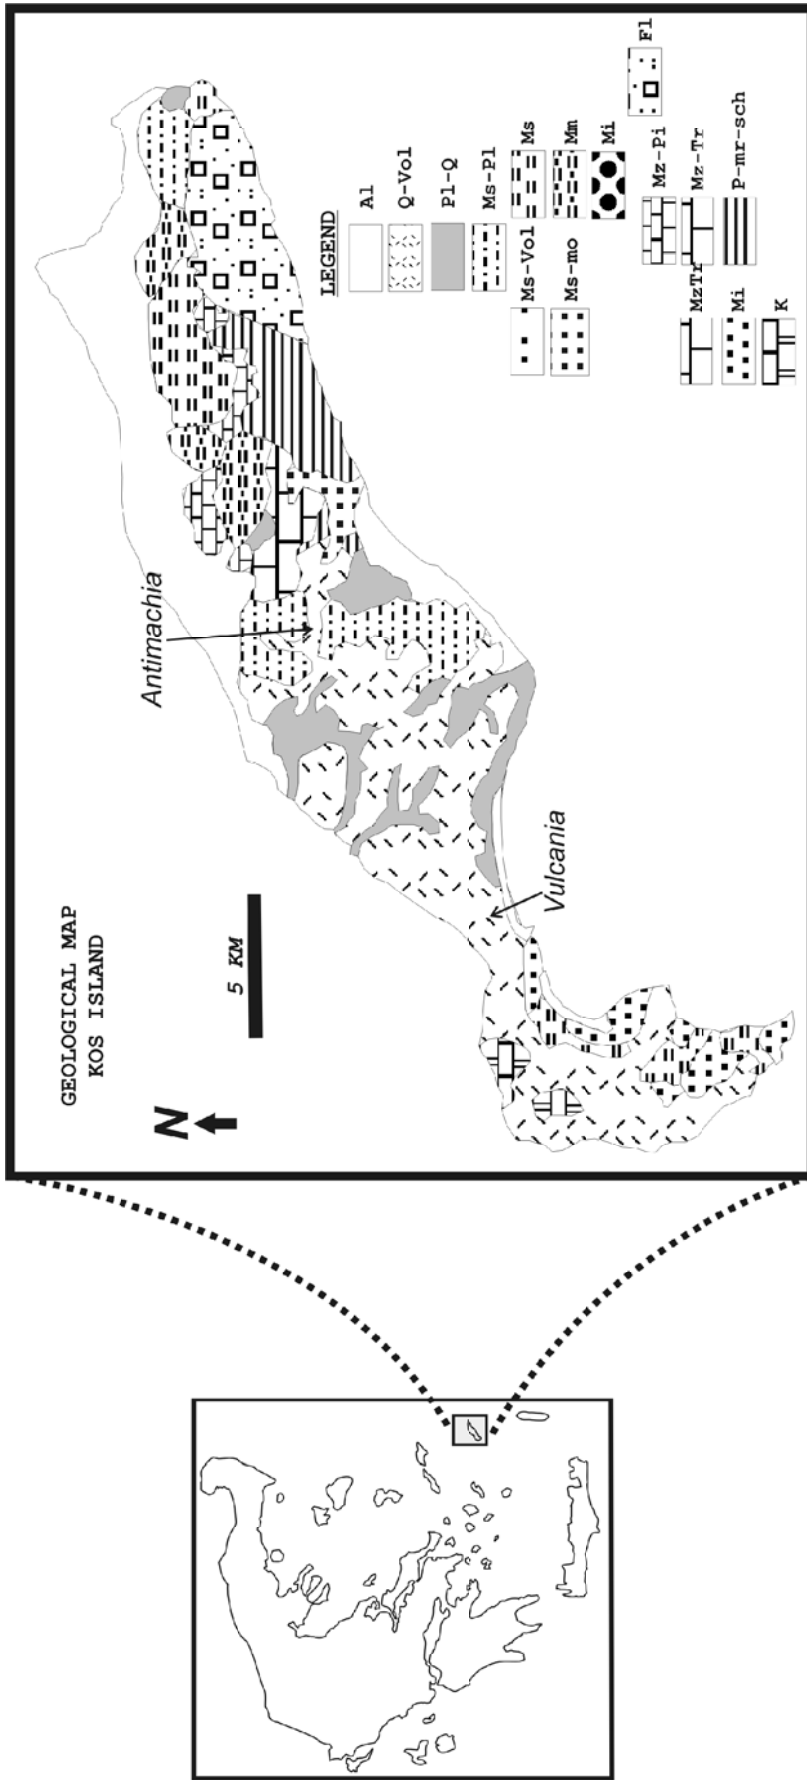 GEOLOGICAL MAP
KOS ISLAND
N
5 KM
Antimachia
Vulcania
LEGEND
Al
Q-Vol
Pl-Q
Ms-Pl
Ms-Vol
Ms-mo
Ms
Mm
Mi
Fl
MzTr
Mi
K
Mz-Pi
Mz-Tr
P-mr-sch